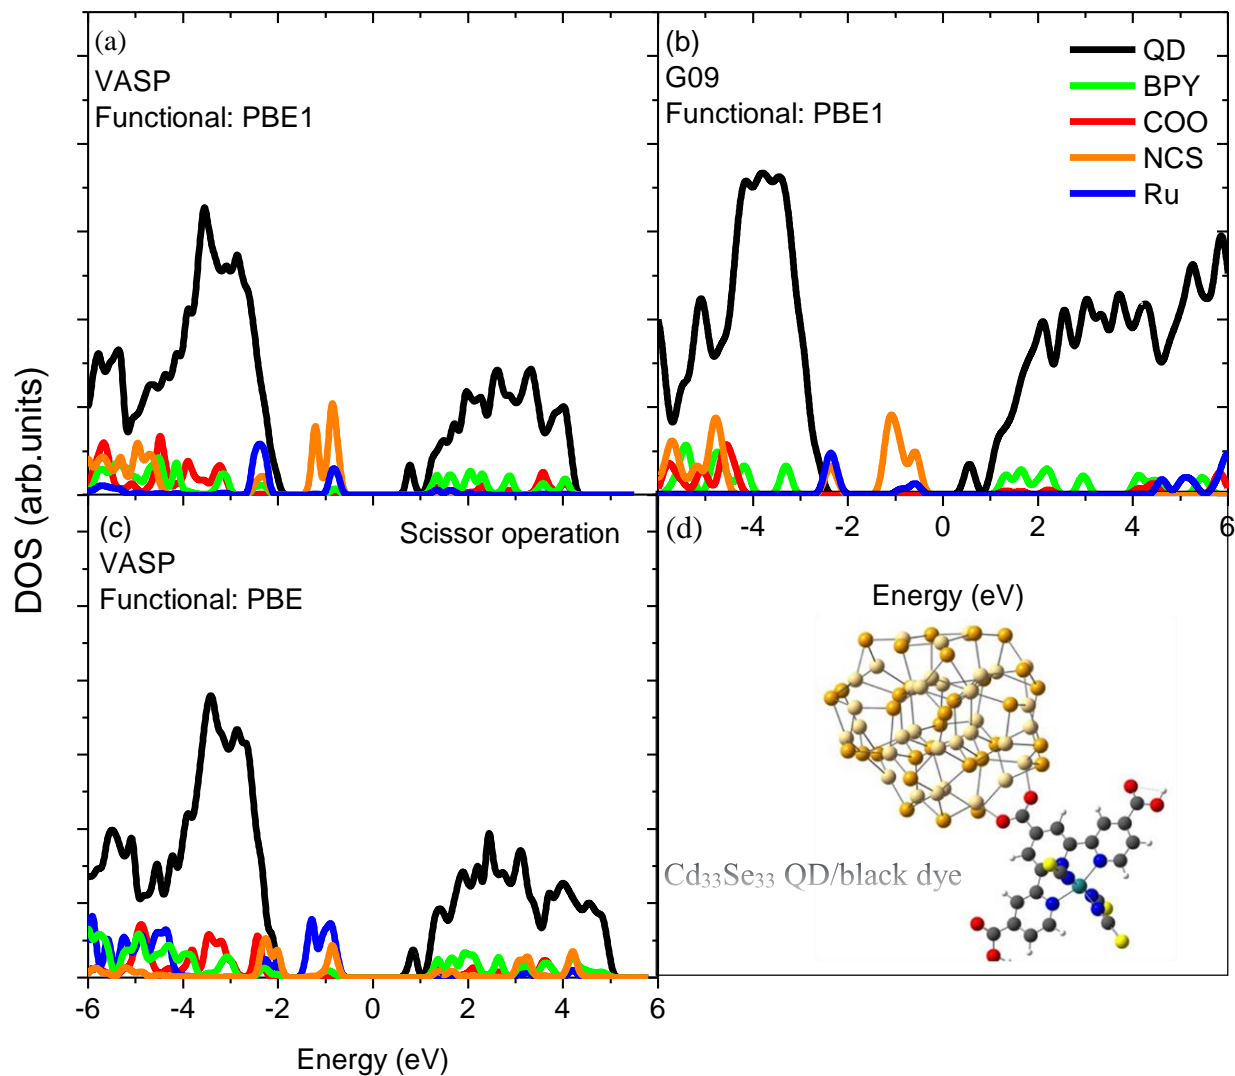 (a)
VASP
Functional: PBE1
(b)
G09
Functional: PBE1
QD
BPY
COO
NCS
Ru
DOS (arb.units)
(c)
VASP
Functional: PBE
Scissor operation
(d)
-4 -2 0 2 4 6
Energy (eV)
Cd₃₃Se₃₃ QD/black dye
-6 -4 -2 0 2 4 6
Energy (eV)